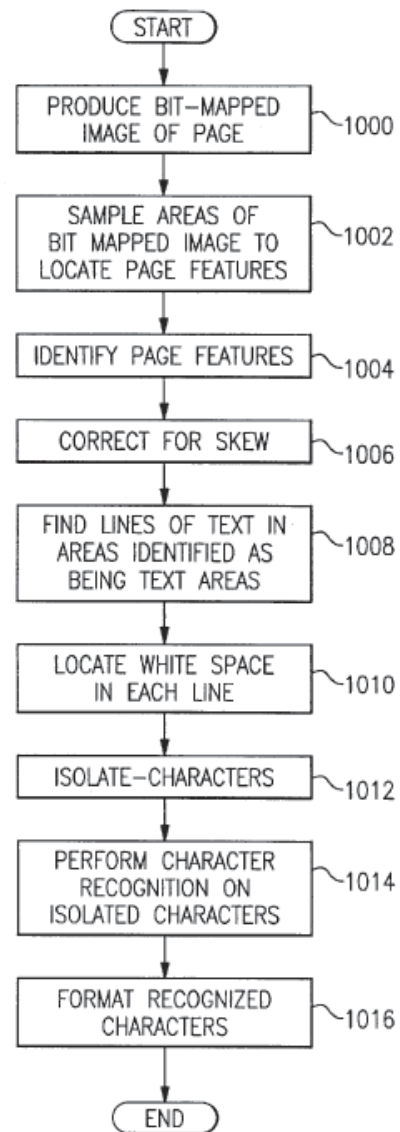 START
PRODUCE BIT-MAPPED
IMAGE OF PAGE
1000
SAMPLE AREAS OF
BIT MAPPED IMAGE TO
LOCATE PAGE FEATURES
1002
IDENTIFY PAGE FEATURES
1004
CORRECT FOR SKEW
1006
FIND LINES OF TEXT IN
AREAS IDENTIFIED AS
BEING TEXT AREAS
1008
LOCATE WHITE SPACE
IN EACH LINE
1010
ISOLATE-CHARACTERS
1012
PERFORM CHARACTER
RECOGNITION ON
ISOLATED CHARACTERS
1014
FORMAT RECOGNIZED
CHARACTERS
1016
END